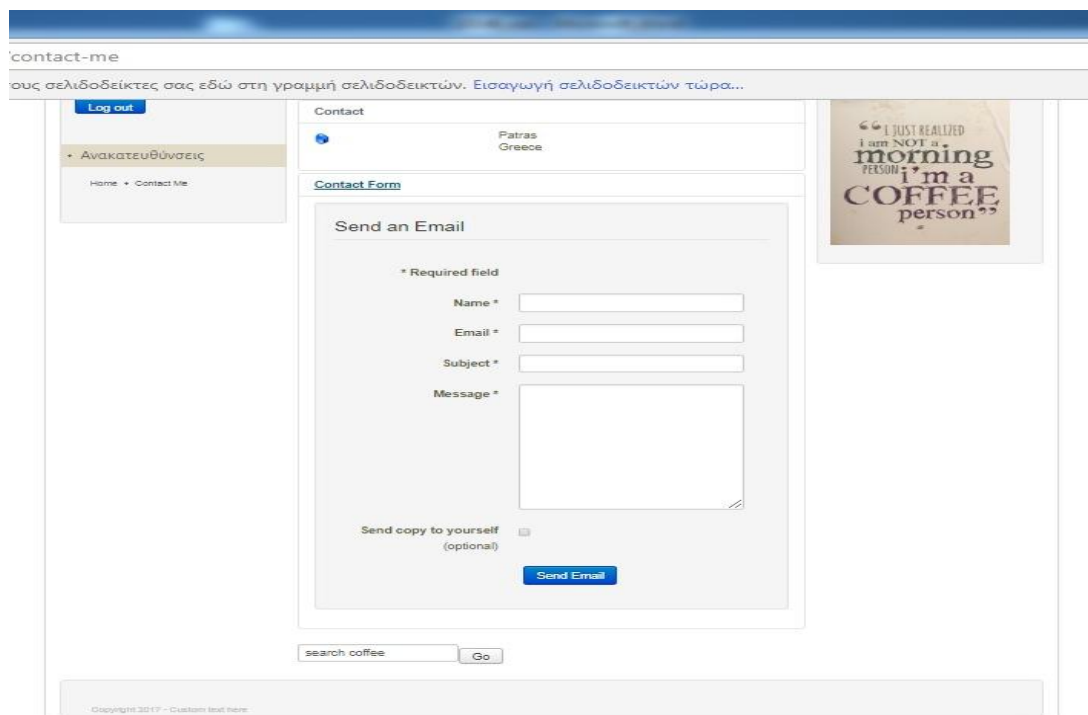 contact-me
ους σελιδοδείκτες σας εδώ στη γραμμή σελιδοδεικτών. Εισαγωγή σελιδοδεικτών τώρα...
Log out
• Ανακατευθύνσεις
Home • Contact Me
Contact
Patras
Greece
Contact Form
Send an Email
* Required field
Name *
Email *
Subject *
Message *
Send copy to yourself
(optional)
Send Email
search coffee Go
“I JUST REALIZED
i am NOT a
morning
PERSON; i'm a
COFFEE
person”
Copyright 2017 - Custom text here